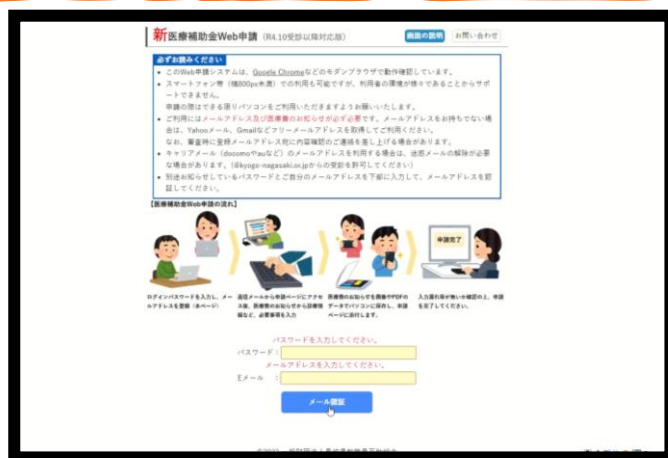 新医療補助金Web申請 (R4.10受診以降対応版)
画面の説明
お問い合わせ
必ずお読みください
• このWeb申請システムは、Google Chromeなどのモダンブラウザで動作確認しています。
• スマートフォン等（横800px未満）での利用も可能ですが、利用者の環境が様々であることからサポ
ートできません。
申請の際はできる限りパソコンをご利用いただきますようお願いいたします。
• ご利用にはメールアドレス及び医療費のお知らせが必ず必要です。メールアドレスをお持ちでない場
合は、Yahooメール、Gmailなどフリーメールアドレスを取得してご利用ください。
なお、審査時に登録メールアドレス宛に内容確認のご連絡を差し上げる場合があります。
• キャリアメール（docomoやauなど）のメールアドレスを利用する場合は、迷惑メールの解除が必要
な場合があります。(@kyogo-nagasaki.or.jpからの受診を許可してください)
• 別途お知らせしているパスワードとご自分のメールアドレスを下部に入力して、メールアドレスを認
証してください。
【医療補助金Web申請の流れ】
申請完了
ログインパスワードを入力し、メー
ルアドレスを登録（本ページ）
返信メールから申請ページにアクセ
ス後、医療費のお知らせから診療情
報など、必要事項を入力
医療費のお知らせを画像やPDFの
データでパソコンに保存し、申請
ページに添付します。
入力漏れ等が無いか確認の上、申請
を完了してください。
パスワードを入力してください。
パスワード：
メールアドレスを入力してください。
Eメール ：
メール認証